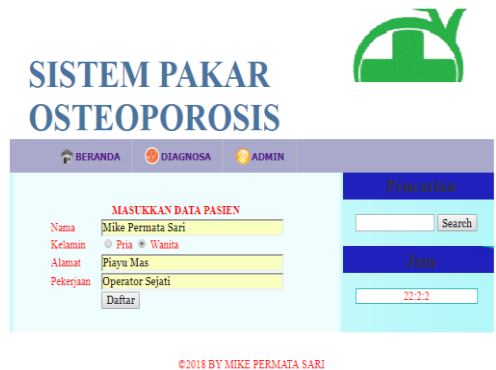 SISTEM PAKAR
OSTEOPOROSIS
BERANDA DIAGNOSA ADMIN
MASUKKAN DATA PASIEN
Nama Mike Permata Sari
Kelamin Pria Wanita
Alamat Piayu Mas
Pekerjaan Operator Sejati
Daftar
Pencarian
Search
Jam
22:2:2
©2018 BY MIKE PERMATA SARI